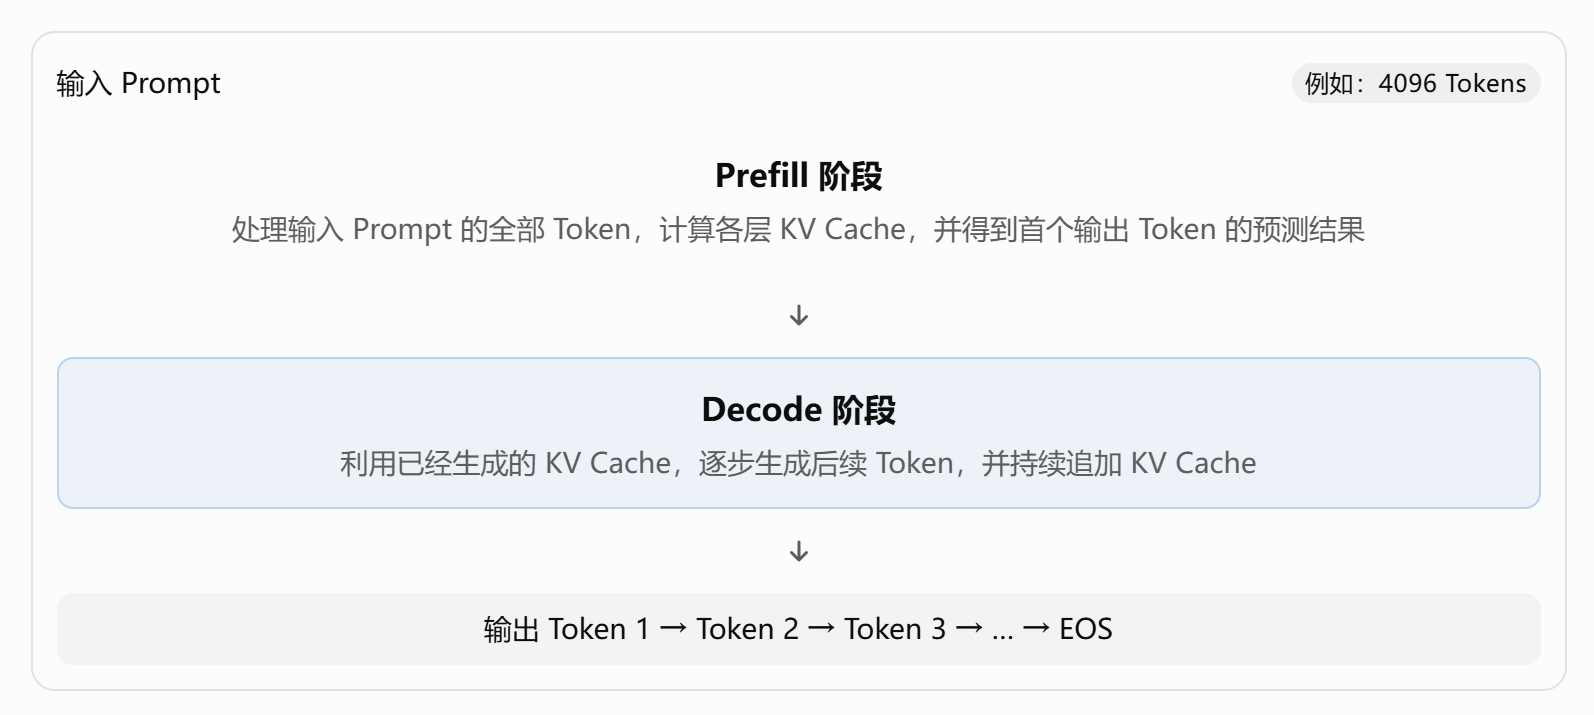 输入 Prompt
例如：4096 Tokens
Prefill 阶段
处理输入 Prompt 的全部 Token，计算各层 KV Cache，并得到首个输出 Token 的预测结果
↓
Decode 阶段
利用已经生成的 KV Cache，逐步生成后续 Token，并持续追加 KV Cache
↓
输出 Token 1 → Token 2 → Token 3 → ... → EOS